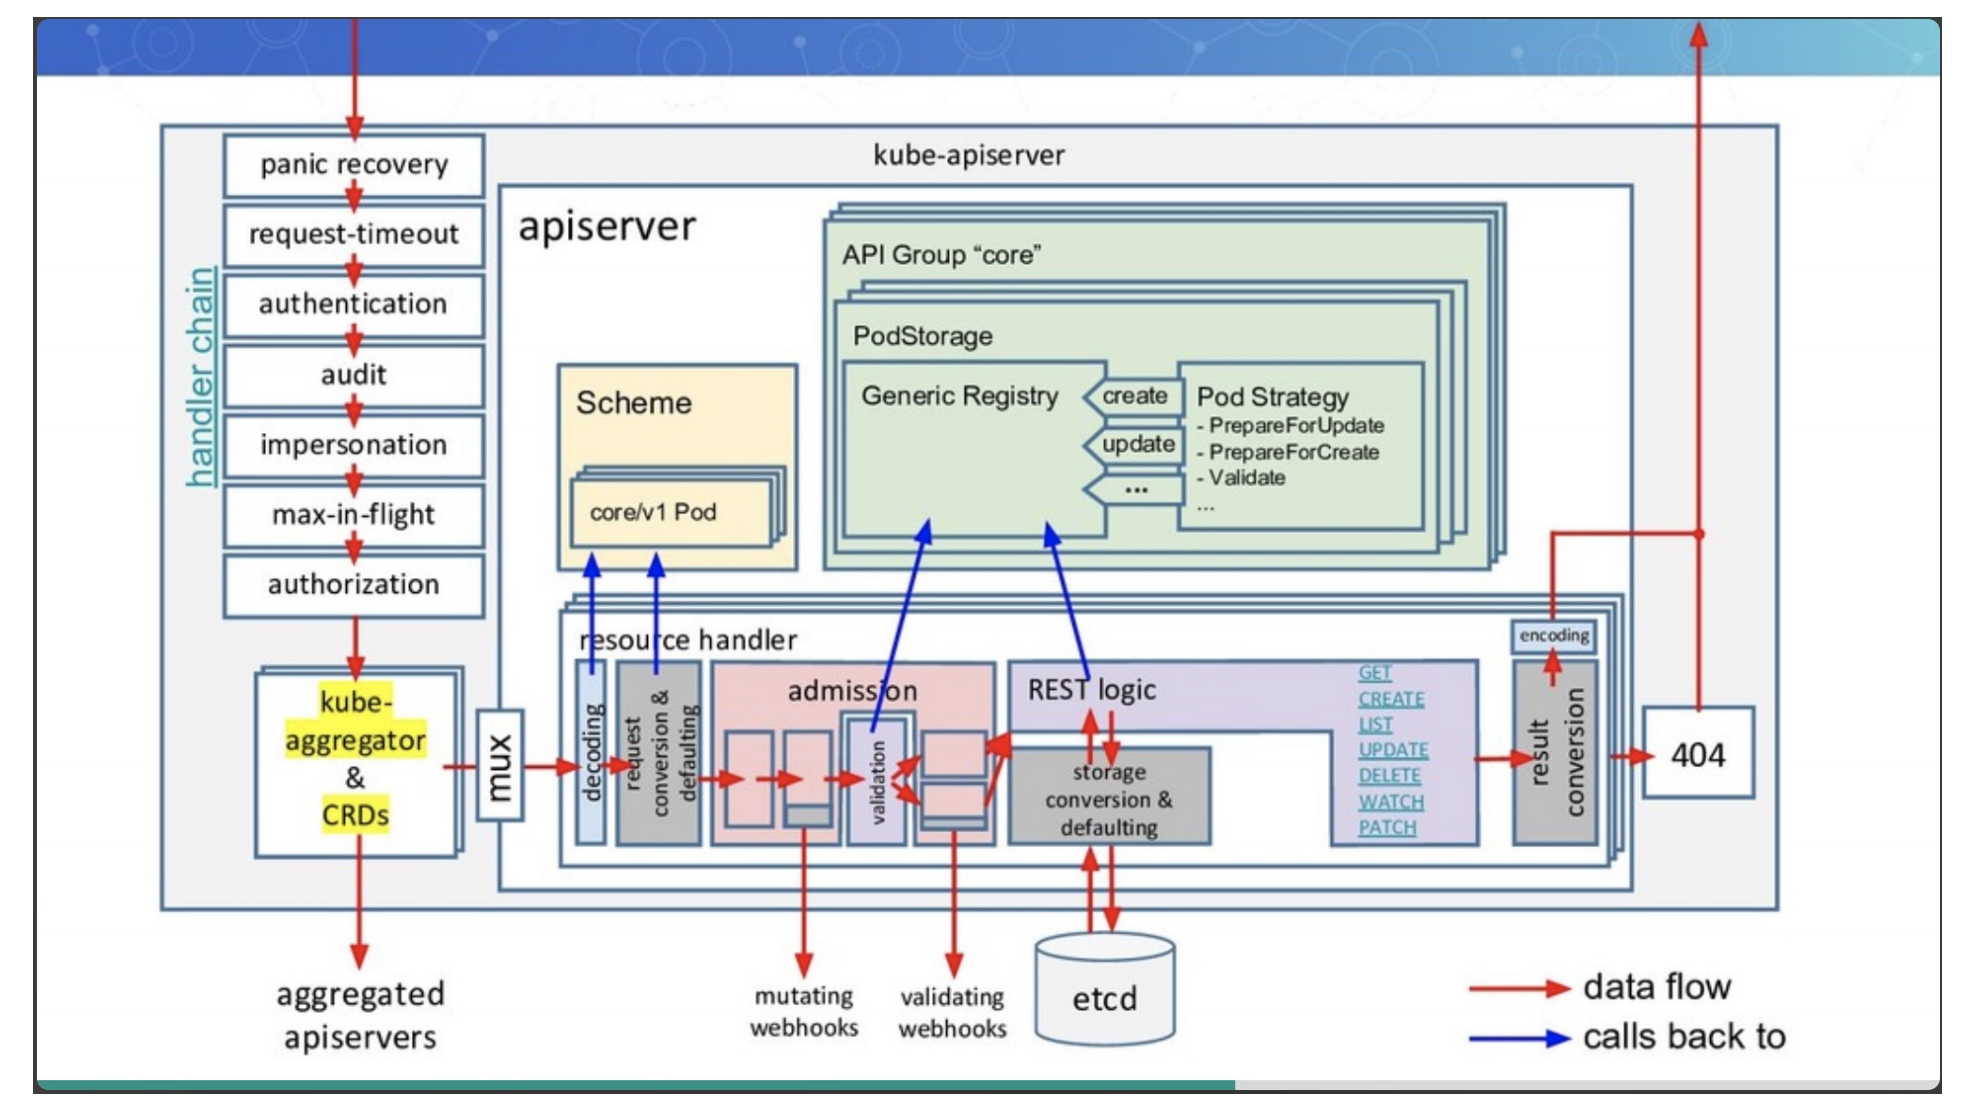 kube-apiserver
handler chain
panic recovery
request-timeout
authentication
audit
impersonation
max-in-flight
authorization
kube-
aggregator
&
CRDs
aggregated
apiservers
mux
apiserver
Scheme
core/v1 Pod
API Group “core”
PodStorage
Generic Registry
create
update
...
Pod Strategy
- PrepareForUpdate
- PrepareForCreate
- Validate
...
resource handler
decoding
request
conversion &
defaulting
admission
validation
mutating
webhooks
validating
webhooks
REST logic
storage
conversion &
defaulting
GET
CREATE
LIST
UPDATE
DELETE
WATCH
PATCH
etcd
encoding
result
conversion
404
data flow
calls back to